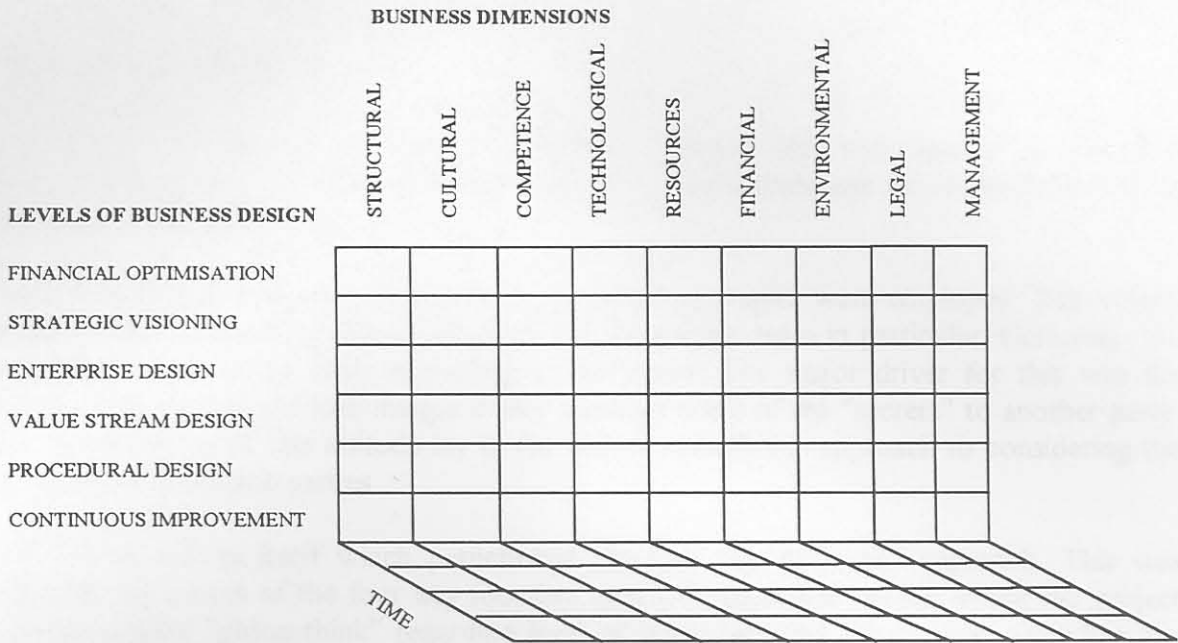 BUSINESS DIMENSIONS
STRUCTURAL
CULTURAL
COMPETENCE
TECHNOLOGICAL
RESOURCES
FINANCIAL
ENVIRONMENTAL
LEGAL
MANAGEMENT
LEVELS OF BUSINESS DESIGN
FINANCIAL OPTIMISATION
STRATEGIC VISIONING
ENTERPRISE DESIGN
VALUE STREAM DESIGN
PROCEDURAL DESIGN
CONTINUOUS IMPROVEMENT
TIME